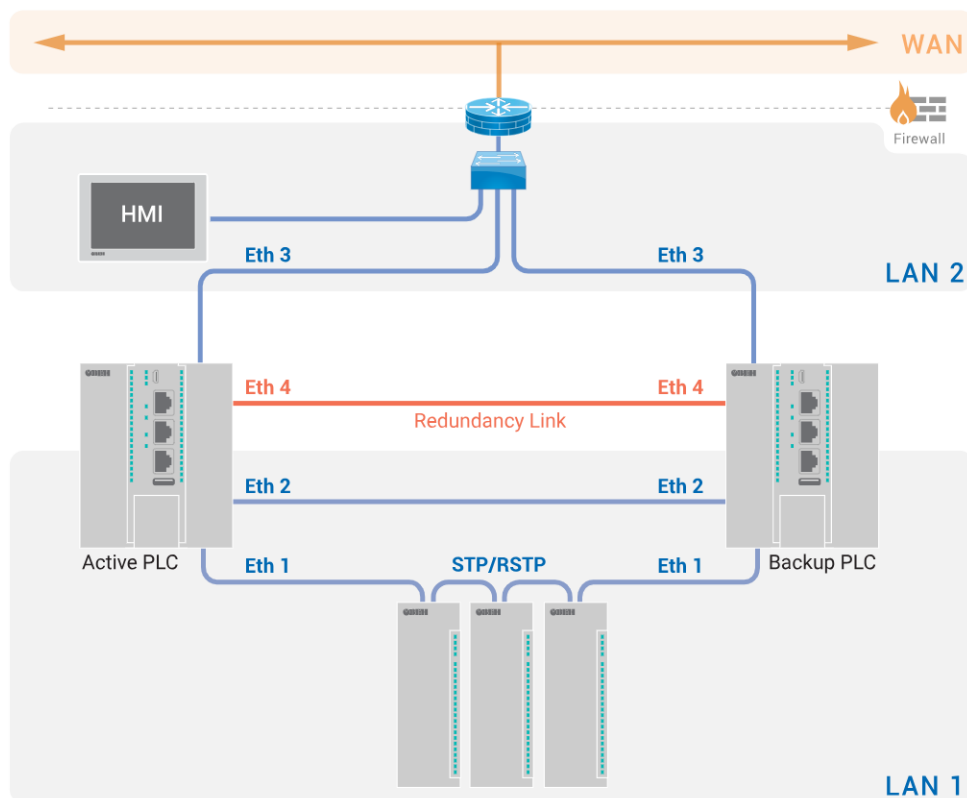 WAN
Firewall
HMI
Eth 3
Eth 3
LAN 2
Eth 4
Eth 4
Redundancy Link
Eth 2
Eth 2
Active PLC
Eth 1
STP/RSTP
Eth 1
Backup PLC
LAN 1